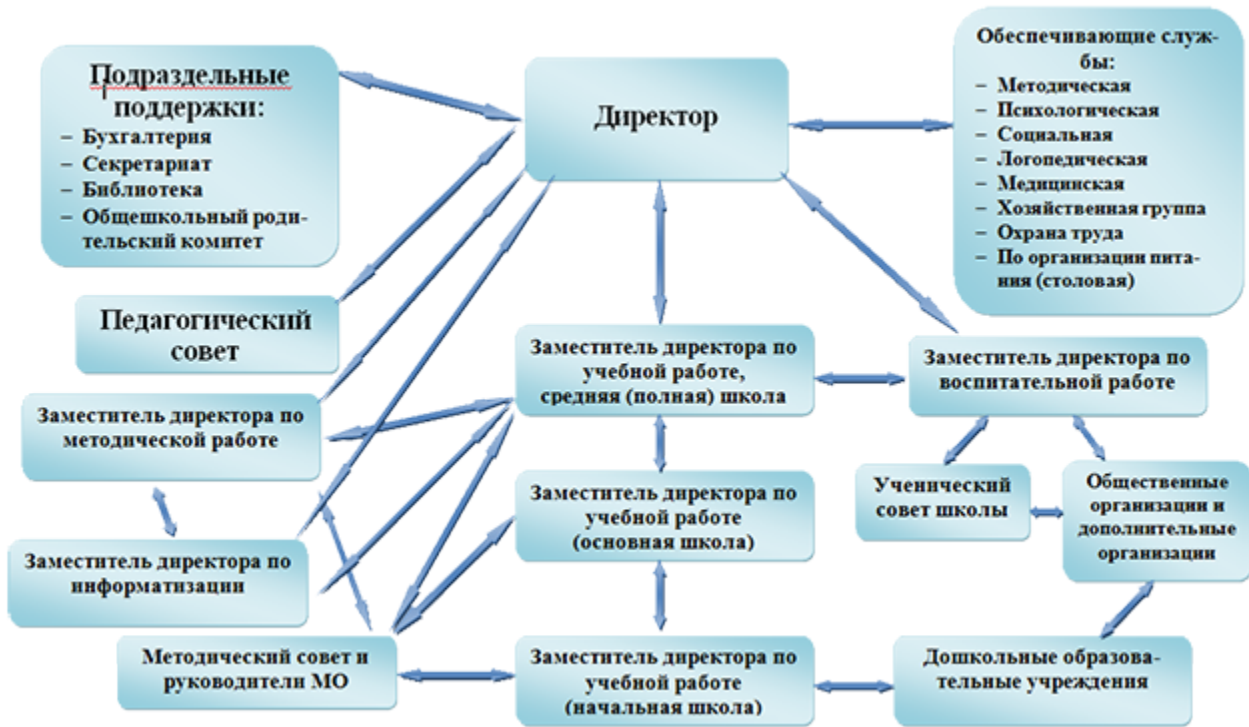 Подраздельные
поддержки:
– Бухгалтерия
– Секретариат
– Библиотека
– Общешкольный роди-
тельский комитет
Директор
Обеспечивающие служ-
бы:
– Методическая
– Психологическая
– Социальная
– Логопедическая
– Медицинская
– Хозяйственная группа
– Охрана труда
– По организации пита-
ния (столовая)
Педагогический
совет
Заместитель директора по
учебной работе,
средняя (полная) школа
Заместитель директора по
воспитательной работе
Заместитель директора по
методической работе
Ученический
совет школы
Общественные
организации и
дополнительные
организации
Заместитель директора по
учебной работе
(основная школа)
Заместитель директора по
информатизации
Методический совет и
руководители МО
Заместитель директора по
учебной работе
(начальная школа)
Дошкольные образова-
тельные учреждения